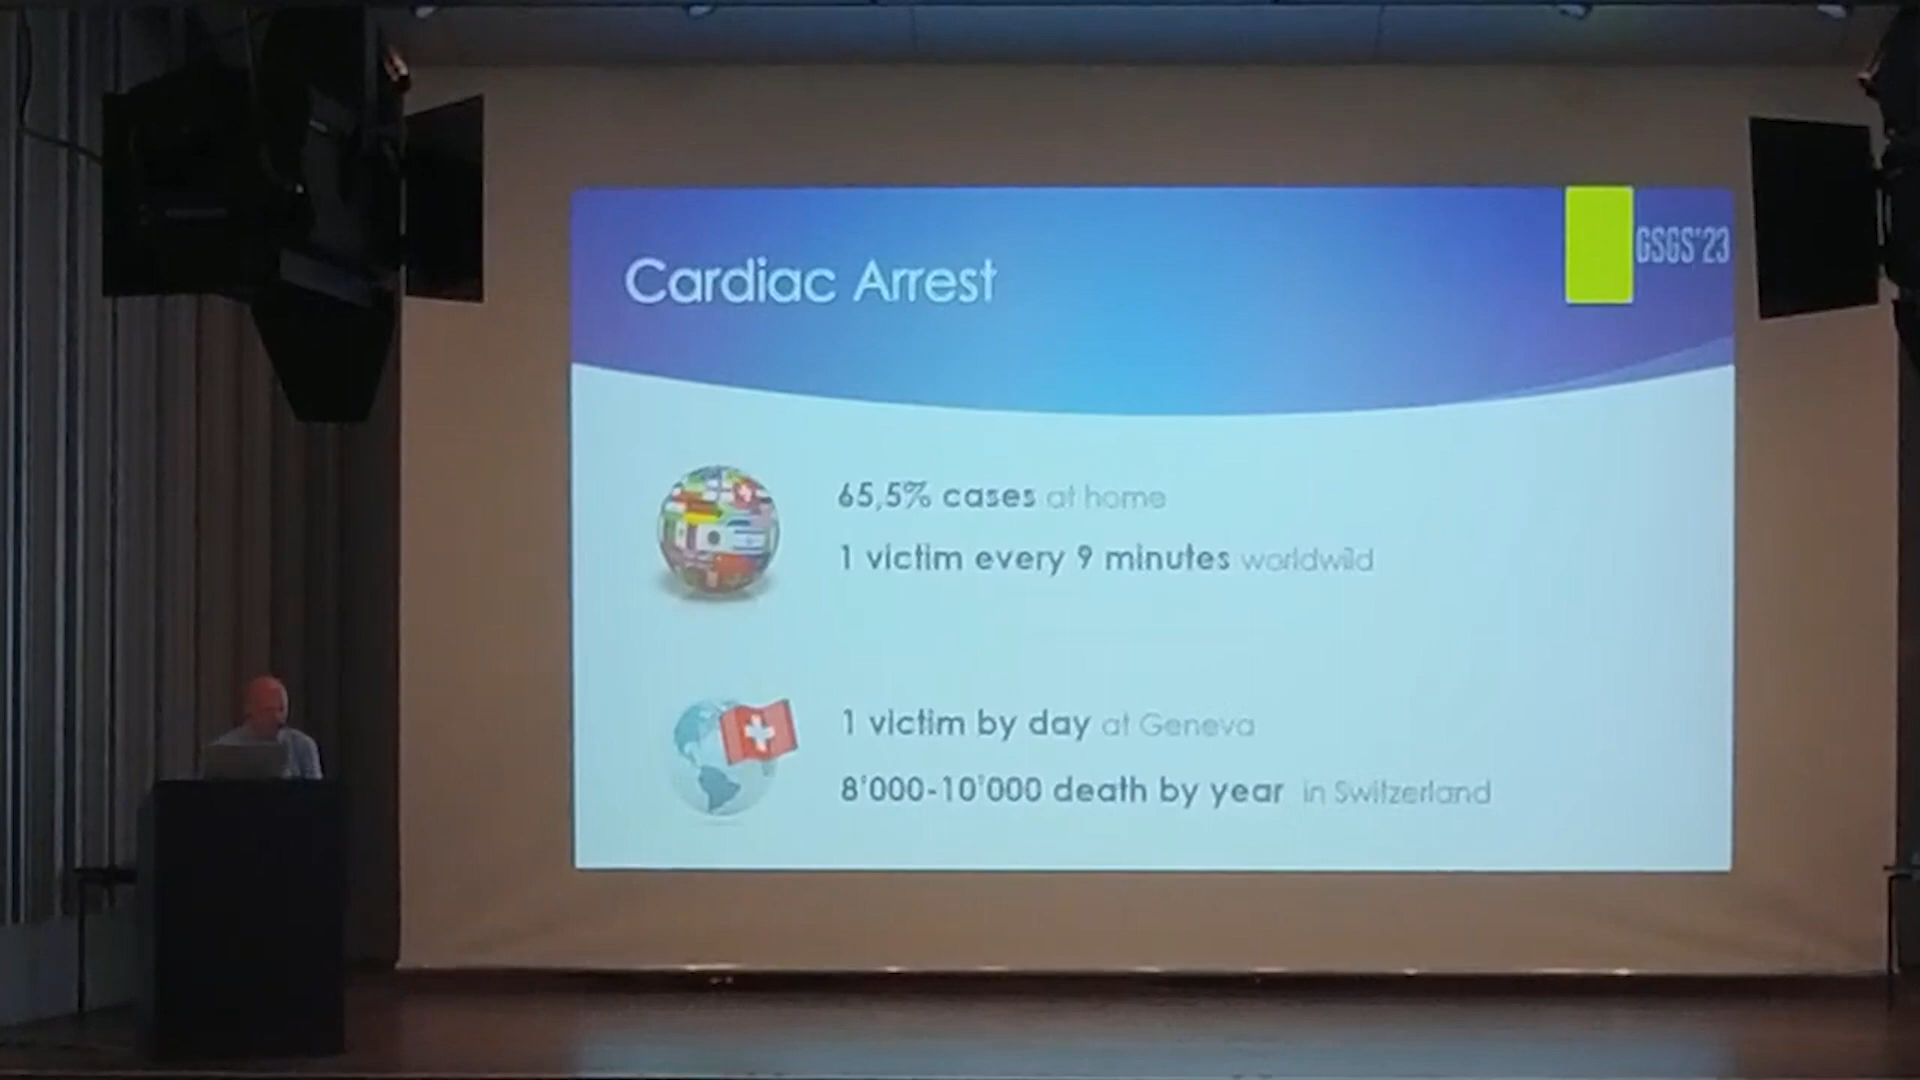 GSGS'23
Cardiac Arrest
65,5% cases at home
1 victim every 9 minutes worldwild
1 victim by day at Geneva
8'000-10'000 death by year in Switzerland